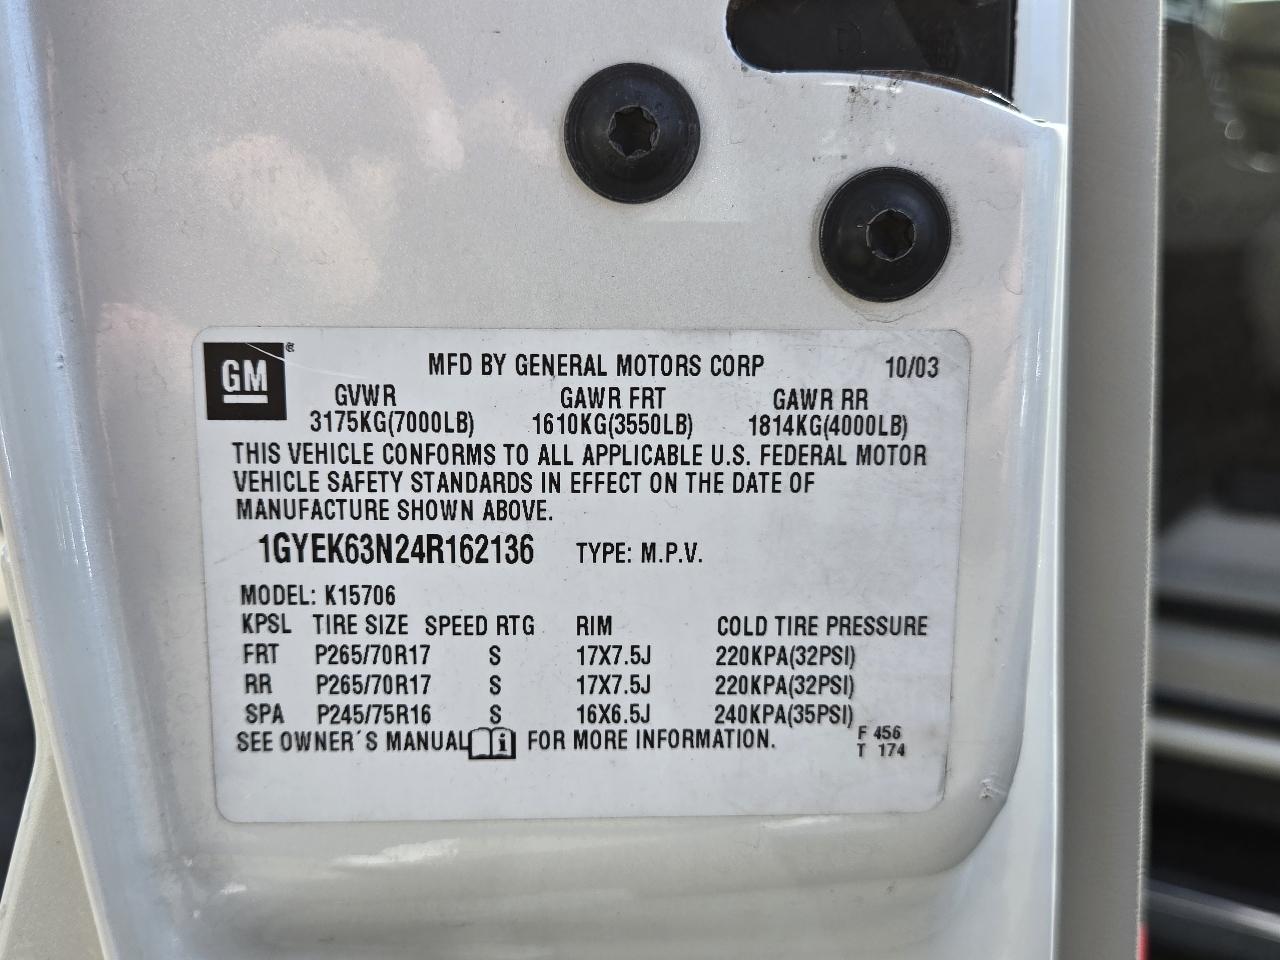 GM ®
MFD BY GENERAL MOTORS CORP 10/03
GVWR GAWR FRT GAWR RR
3175KG(7000LB) 1610KG(3550LB) 1814KG(4000LB)
THIS VEHICLE CONFORMS TO ALL APPLICABLE U.S. FEDERAL MOTOR
VEHICLE SAFETY STANDARDS IN EFFECT ON THE DATE OF
MANUFACTURE SHOWN ABOVE.
1GYEK63N24R162136 TYPE: M.P.V.
MODEL: K15706
KPSL TIRE SIZE SPEED RTG RIM COLD TIRE PRESSURE
FRT P265/70R17 S 17X7.5J 220KPA(32PSI)
RR P265/70R17 S 17X7.5J 220KPA(32PSI)
SPA P245/75R16 S 16X6.5J 240KPA(35PSI)
SEE OWNER´S MANUAL i FOR MORE INFORMATION.
F 456
T 174